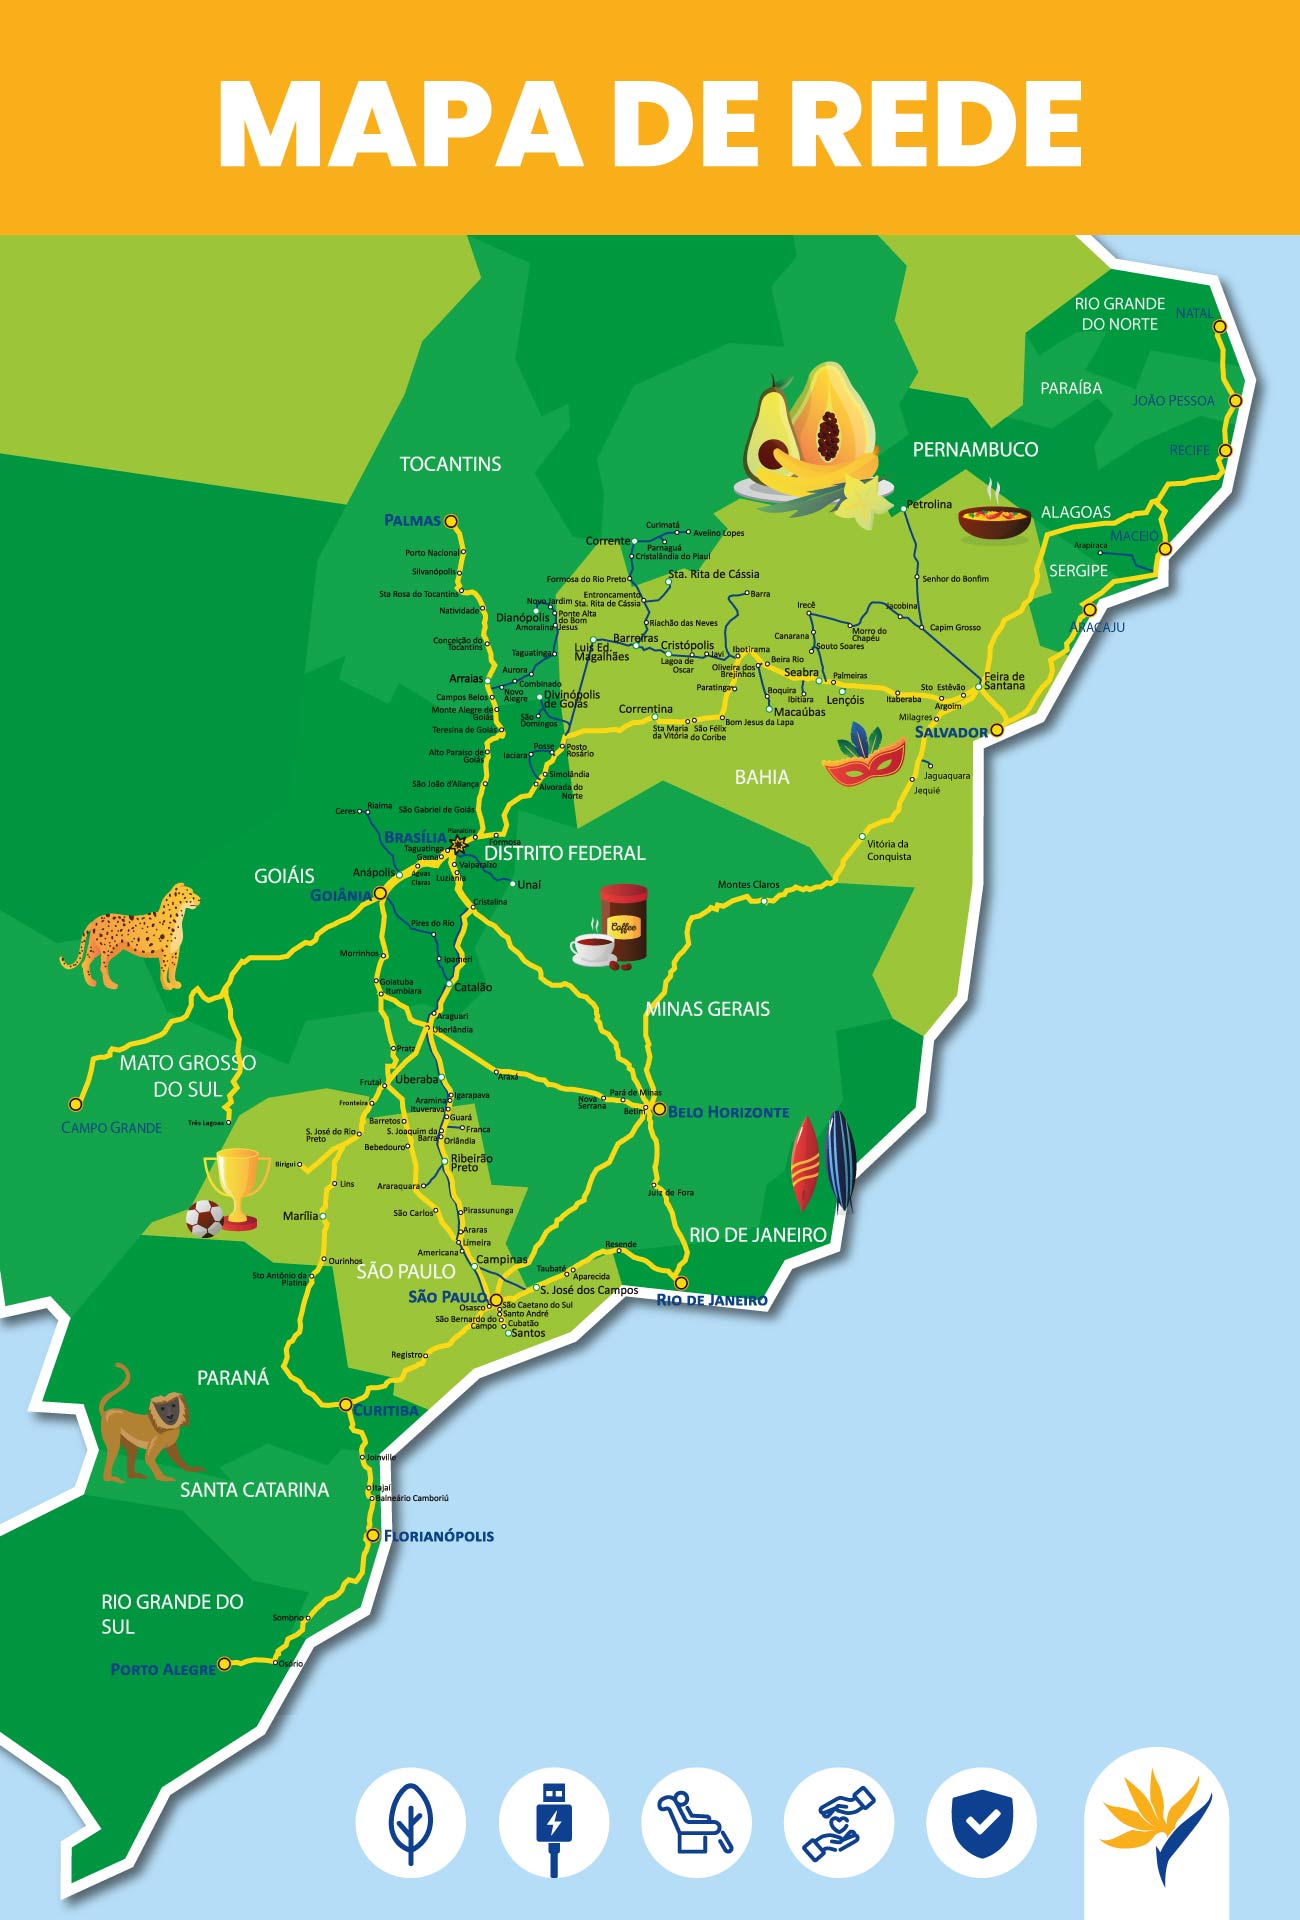 MAPA DE REDE
RIO GRANDE
DO NORTE
NATAL
PARAÍBA
JOÃO PESSOA
PERNAMBUCO
RECIFE
TOCANTINS
PALMAS
Petrolina
ALAGOAS
MACEIO
Arapiraca
SERGIPE
ARACAJU
Curimatá
Avelino Lopes
Corrente
Parnaguá
Cristalândia do Piauí
Porto Nacional
Silvanópolis
Sta Rosa do Tocantins
Natividade
Conceição do
Tocantins
Formosa do Rio Preto
Sta. Rita de Cássia
Entroncamento
Sta. Rita de Cássia
Senhor do Bonfim
Barra
Irecê
Jacobina
Capim Grosso
Novo Jardim
Dianópolis
Ponte Alta
do Bom
Jesus
Amoralina
Riachão das Neves
Canarana
Morro do
Chapéu
Souto Soares
Taguatinga
Luis Ed.
Magalhães
Barreiras
Cristópolis
Lagoa de
Oscar
Javi
Ibotirama
Oliveira dos
Brejinhos
Beira Rio
Seabra
Palmeiras
Feira de
Santana
Arraias
Aurora
Combinado
Novo
Alegre
Campos Belos
Divinópolis
de Goiás
Paratinga
Boquira
Ibitiára
Lençóis
Macaúbas
Itaberaba
Sto Estêvão
Argoim
Monte Alegre de
Goiás
São
Domingos
Correntina
Sta Maria
da Vitória
São Félix
do Coribe
Bom Jesus da Lapa
Milagres
SALVADOR
Teresina de Goiás
Alto Paraíso de
Goiás
Posse
Iaciara
Posto
Rosário
Simolândia
Alvorada do
Norte
São João d'Aliança
BAHIA
Jaguaquara
Jequié
Ceres
Riaima
São Gabriel de Goiás
Planaltina
BRASÍLIA
Formosa
Taguatinga
Gama
DISTRITO FEDERAL
Vitória da
Conquista
GOIÁIS
Anápolis
Águas
Claras
Valparaízo
Luziania
Unaí
Montes Claros
GOIÂNIA
Cristalina
Coffee
Pires do Rio
Morrinhos
Ipameri
Goiatuba
Itumbiara
Catalão
MINAS GERAIS
Araguari
Uberlândia
Prata
MATO GROSSO
DO SUL
Frutal
Uberaba
Araxá
CAMPO GRANDE
Três Lagoas
Fronteira
Igarapava
Aramina
Ituverava
Nova
Serrana
Pará de Minas
Betim
BELO HORIZONTE
Barretos
Guará
S. José do Rio
Preto
S. Joaquim da
Barra
Franca
Orlândia
Bebedouro
Birigui
Ribeirão
Preto
Lins
Araraquara
Juiz de Fora
Marília
São Carlos
Pirassununga
Araras
Limeira
RIO DE JANEIRO
Ourinhos
Americana
Campinas
Resende
Sto Antônio da
Platina
SÃO PAULO
Taubaté
Aparecida
S. José dos Campos
SÃO PAULO
RIO DE JANEIRO
Osasco
São Caetano do Sul
Santo André
São Bernardo do
Campo
Cubatão
Santos
Registro
PARANÁ
CURITIBA
Joinville
SANTA CATARINA
Itajaí
Balneário Camboriú
FLORIANÓPOLIS
RIO GRANDE DO
SUL
Sombrio
Osório
PORTO ALEGRE